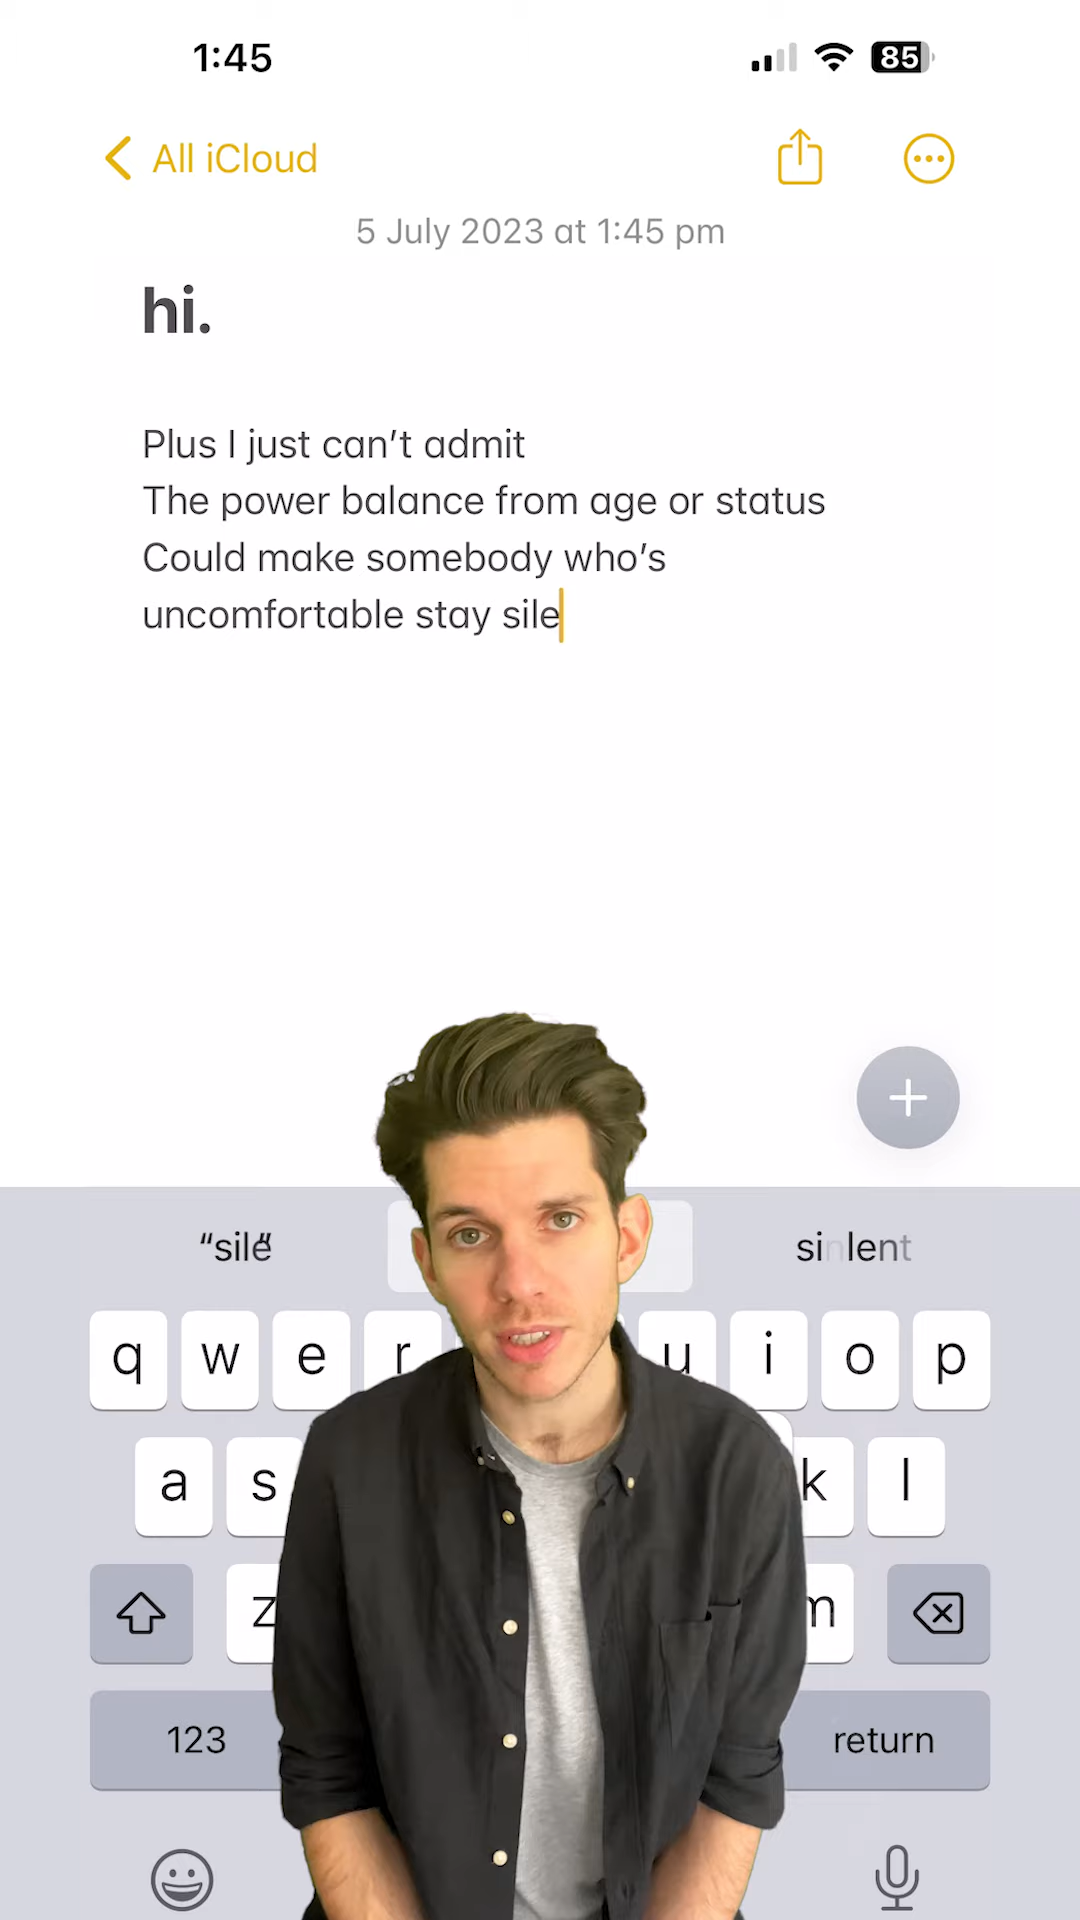 1:45
85
All iCloud
5 July 2023 at 1:45 pm
hi.
Plus I just can't admit
The power balance from age or status
Could make somebody who's
uncomfortable stay sile
"sile"
q w e r u i o p
a s k l
z m
123 return